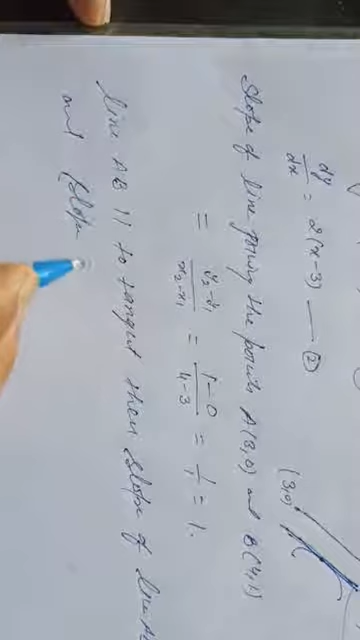 dy/dx = 2(x-3) — ②
(3,0)
Slope of line joining the points A(3,0) and B(4,1)
= y₂-y₁/x₂-x₁ = 1-0/4-3 = 1/1 = 1.
line AB || to tangent then slope of line
and slope